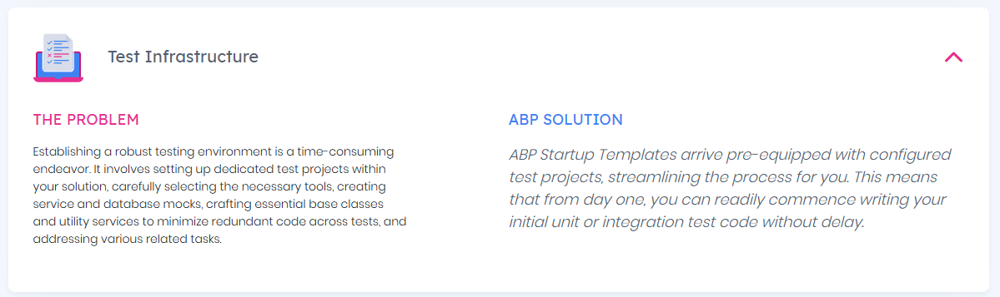 Test Infrastructure
THE PROBLEM
Establishing a robust testing environment is a time-consuming
endeavor. It involves setting up dedicated test projects within
your solution, carefully selecting the necessary tools, creating
service and database mocks, crafting essential base classes
and utility services to minimize redundant code across tests, and
addressing various related tasks.
ABP SOLUTION
ABP Startup Templates arrive pre-equipped with configured
test projects, streamlining the process for you. This means
that from day one, you can readily commence writing your
initial unit or integration test code without delay.